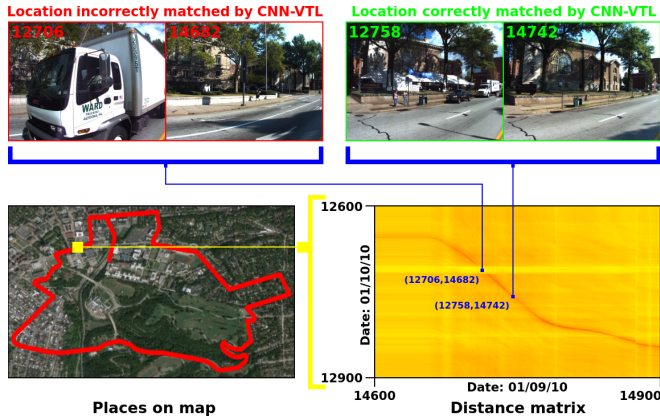 Location incorrectly matched by CNN-VTL
Location correctly matched by CNN-VTL
12706
14682
12758
14742
WARD
12600
(12706,14682)
(12758,14742)
Date: 01/10/10
12900
14600
Date: 01/09/10
14900
Places on map
Distance matrix